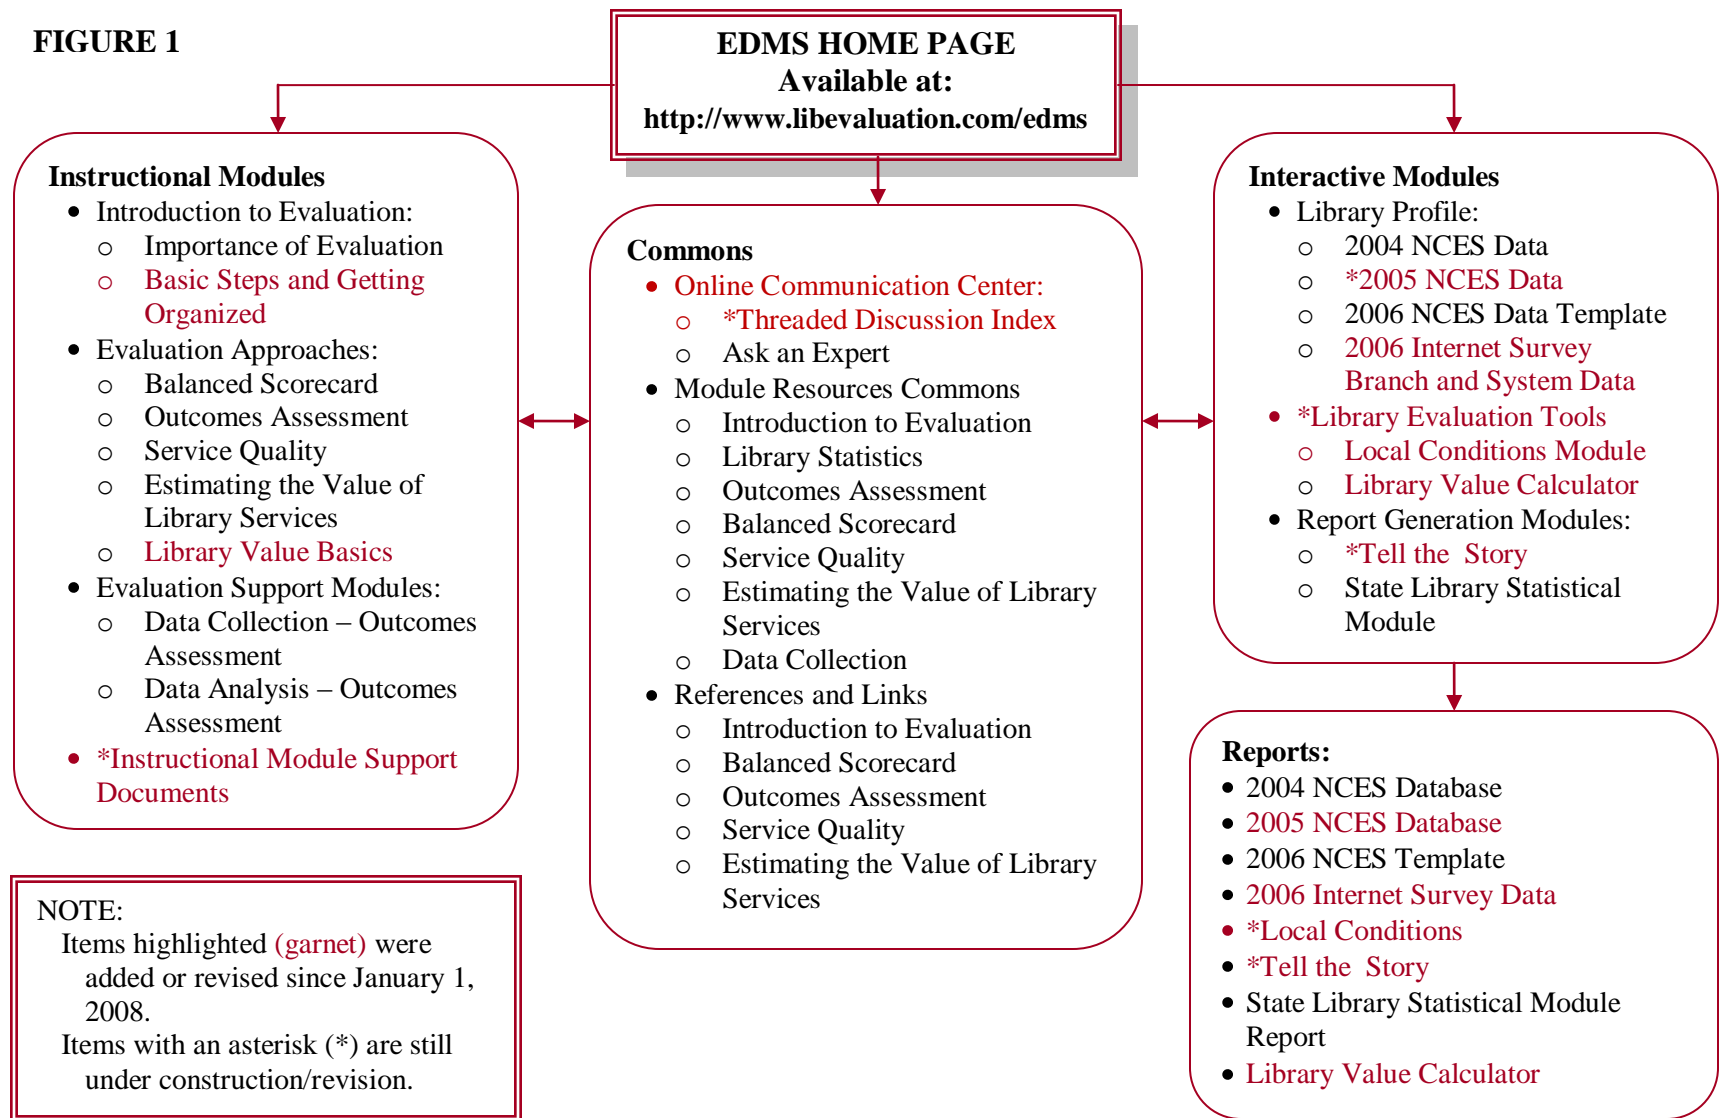 FIGURE 1
EDMS HOME PAGE
Available at:
http://www.libevaluation.com/edms
Instructional Modules
• Introduction to Evaluation:
o Importance of Evaluation
o Basic Steps and Getting
Organized
• Evaluation Approaches:
o Balanced Scorecard
o Outcomes Assessment
o Service Quality
o Estimating the Value of
Library Services
o Library Value Basics
• Evaluation Support Modules:
o Data Collection – Outcomes
Assessment
o Data Analysis – Outcomes
Assessment
• *Instructional Module Support
Documents
Commons
• Online Communication Center:
o *Threaded Discussion Index
o Ask an Expert
• Module Resources Commons
o Introduction to Evaluation
o Library Statistics
o Outcomes Assessment
o Balanced Scorecard
o Service Quality
o Estimating the Value of Library
Services
o Data Collection
• References and Links
o Introduction to Evaluation
o Balanced Scorecard
o Outcomes Assessment
o Service Quality
o Estimating the Value of Library
Services
Interactive Modules
• Library Profile:
o 2004 NCES Data
o *2005 NCES Data
o 2006 NCES Data Template
o 2006 Internet Survey
Branch and System Data
• *Library Evaluation Tools
o Local Conditions Module
o Library Value Calculator
• Report Generation Modules:
o *Tell the  Story
o State Library Statistical
Module
Reports:
• 2004 NCES Database
• 2005 NCES Database
• 2006 NCES Template
• 2006 Internet Survey Data
• *Local Conditions
• *Tell the  Story
• State Library Statistical Module
Report
• Library Value Calculator
NOTE:
Items highlighted (garnet) were
added or revised since January 1,
2008.
Items with an asterisk (*) are still
under construction/revision.